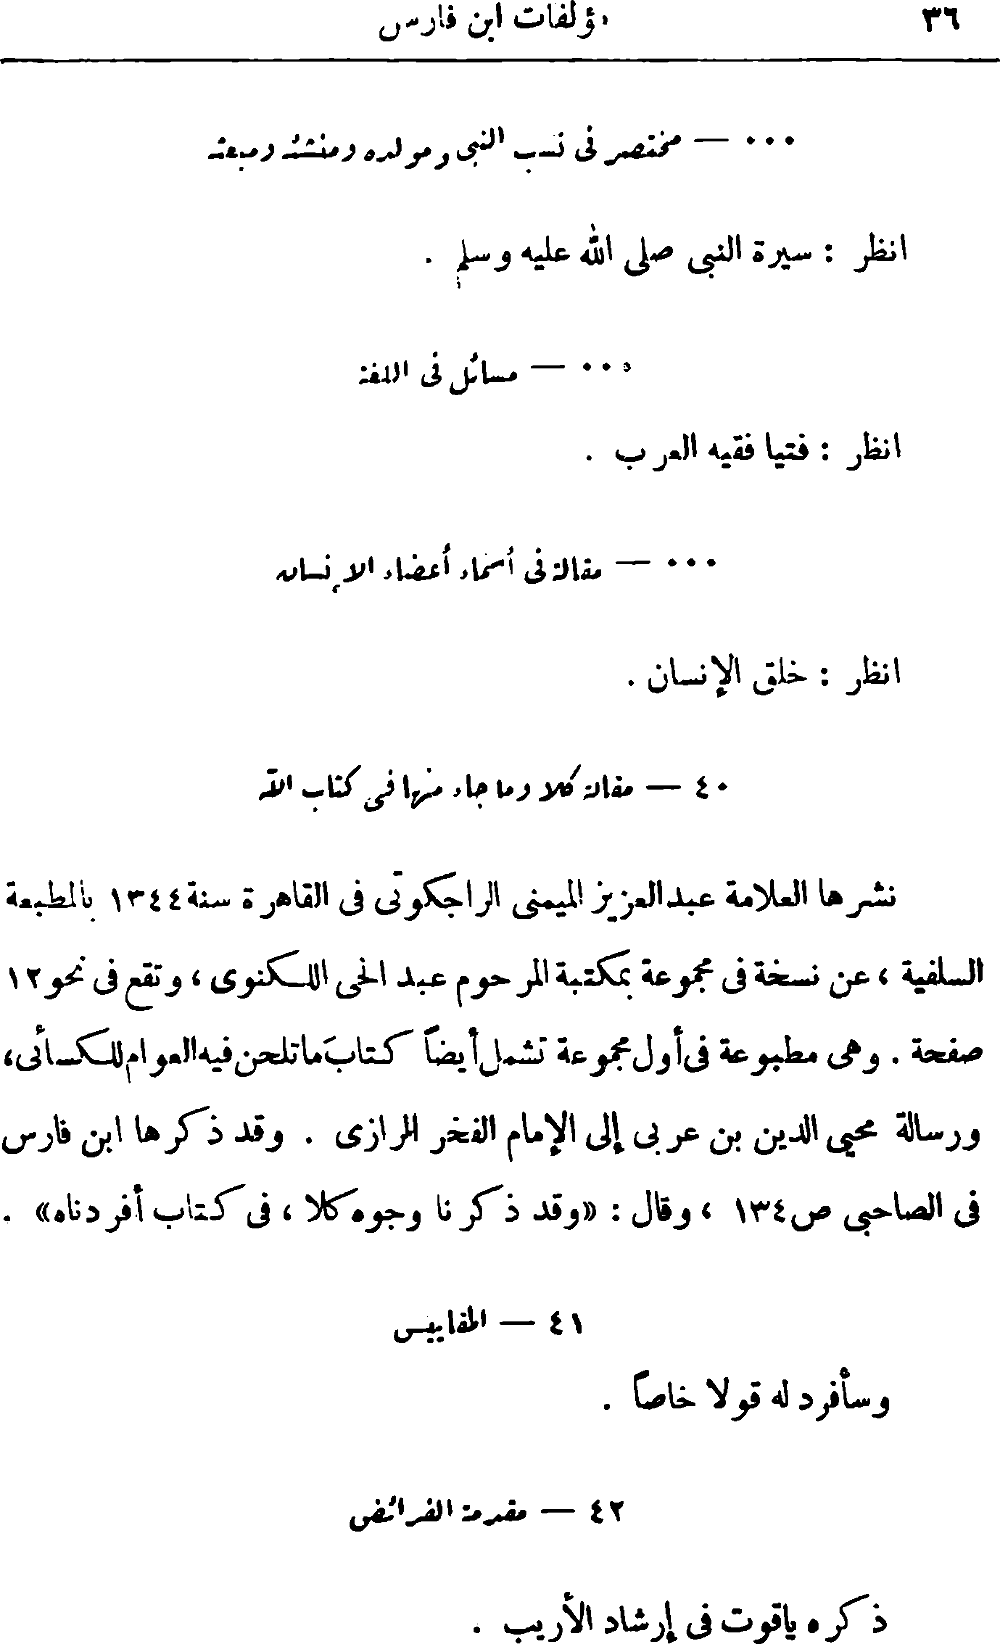 ٣٦ مؤلفات ابن فارس
٠٠٠ — مختصر فى نسب النبى ومولده ومنشئه ومبعثه
انظر : سيرة النبى صلى الله عليه وسلم .
٠٠٠ — مسائل فى اللغة
انظر : فتيا فقيه العرب .
٠٠٠ — مقالة فى أسماء أعضاء الإنسان
انظر : خلق الإنسان .
٤٠ — مقالة كلا وما جاء منها فى كتاب الله
نشرها العلامة عبد العزيز الميمنى الراجكوتى فى القاهرة سنة ١٣٤٤ بالمطبعة
السلفية ، عن نسخة فى مجموعة بمكتبة المرحوم عبد الحى اللكنوى ، وتقع فى نحو ١٢
صفحة . وهى مطبوعة فى أول مجموعة تشمل أيضاً كتابَ ما تلحن فيه العوام للكسائى ،
ورسالة محيى الدين بن عربى إلى الإمام الفخر الرازى . وقد ذكرها ابن فارس
فى الصاحبى ص ١٣٤ ، وقال : «وقد ذكرنا وجوه كلا ، فى كتاب أفردناه» .
٤١ — المقاييس
وسأفرد له قولا خاصاً .
٤٢ — مقدمة الفرائض
ذكره ياقوت فى إرشاد الأريب .